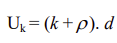 Uk = (k + ρ). d